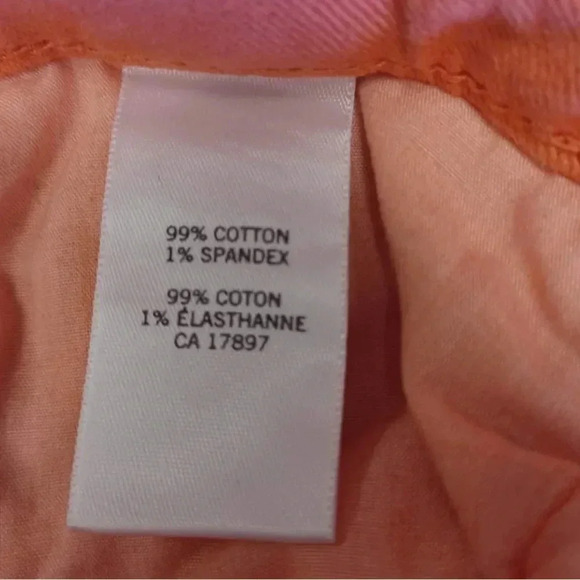 99% COTTON
1% SPANDEX
99% COTON
1% ÉLASTHANNE
CA 17897